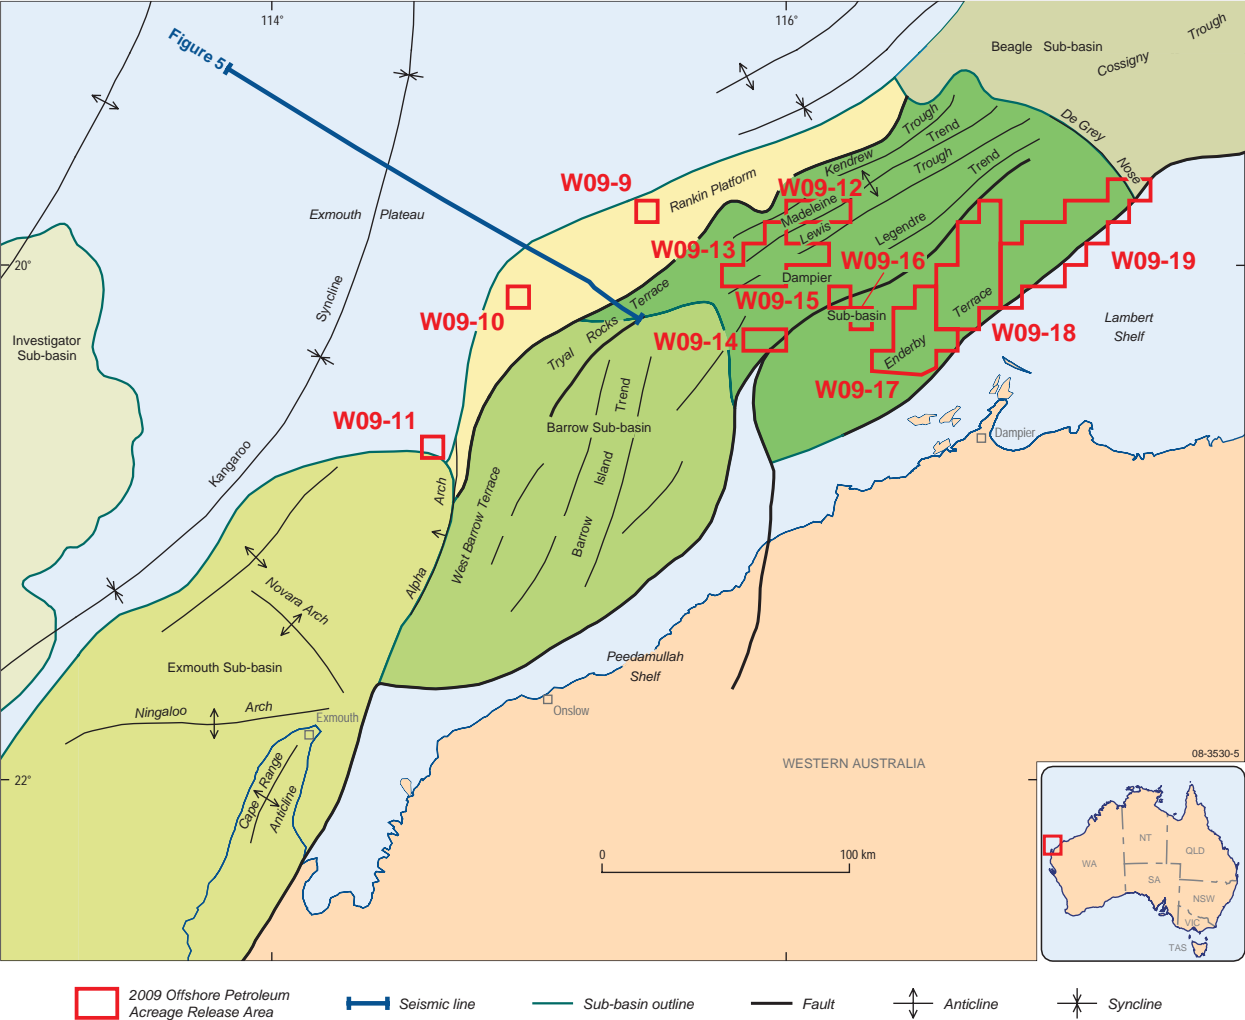 114°
116°
Trough
Beagle Sub-basin
Cossigny
Figure 5
De Grey
Nose
Kendrew
Trough
Trend
Trough
Trend
W09-9
Rankin Platform
W09-12
Madeleine
Lewis
Legendre
Exmouth Plateau
W09-13
W09-16
W09-19
20°
Dampier
Sub-basin
W09-15
Terrace
Terrace
Syncline
W09-10
Tryal Rocks
W09-14
W09-18
Lambert
Shelf
Investigator
Sub-basin
Enderby
W09-17
Trend
W09-11
Barrow Sub-basin
Dampier
Kangaroo
Arch
Island
West Barrow Terrace
Barrow
Alpha
Novara Arch
Exmouth Sub-basin
Peedamullah
Shelf
Ningaloo Arch
Exmouth
Onslow
WESTERN AUSTRALIA
08-3530-5
22°
Cape Range
Anticline
0
100 km
NT
QLD
WA
SA
NSW
VIC
TAS
2009 Offshore Petroleum
Acreage Release Area
Seismic line
Sub-basin outline
Fault
Anticline
Syncline